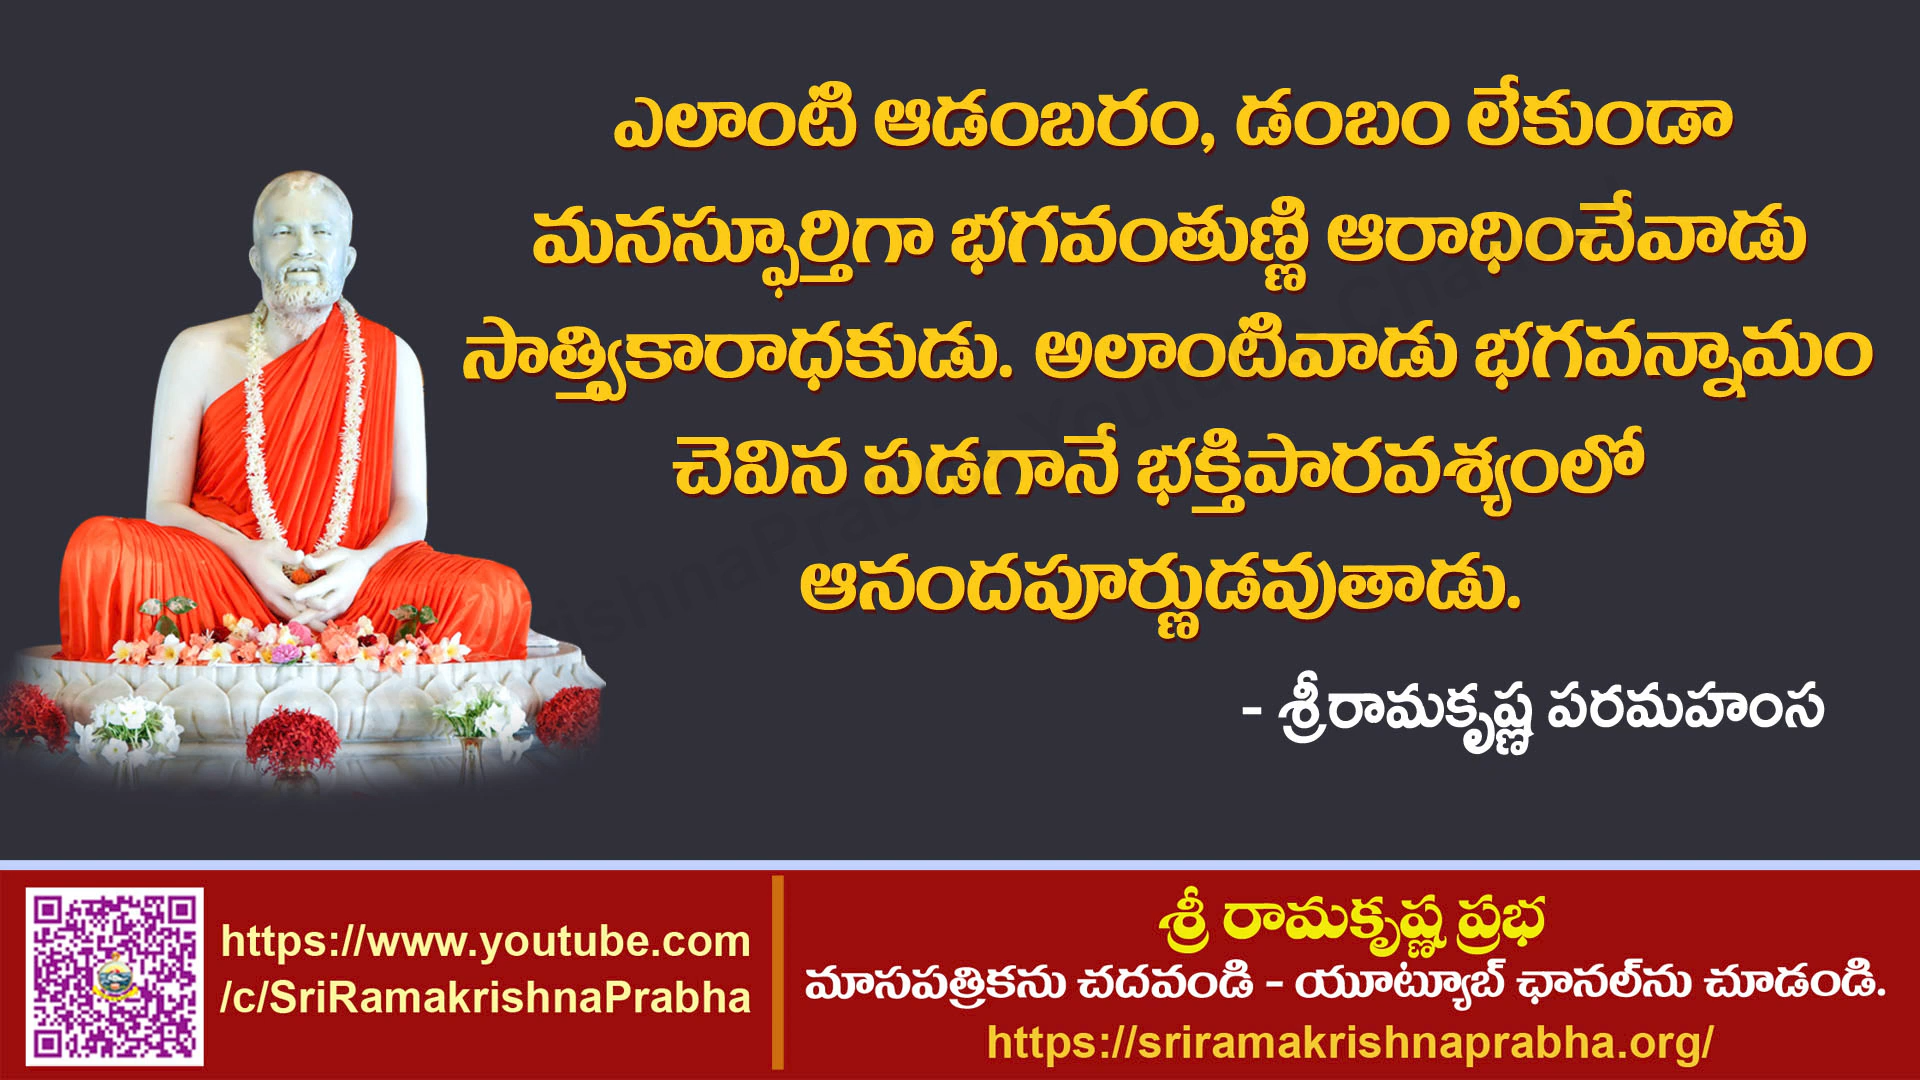 ఎలాంటి ఆడంబరం, డంబం లేకుండా
మనస్ఫూర్తిగా భగవంతుణ్ణి ఆరాధించేవాడు
సాత్త్వికారాధకుడు. అలాంటివాడు భగవన్నామం
చెవిన పడగానే భక్తిపారవశ్యంలో
ఆనందపూర్ణుడవుతాడు.
- శ్రీరామకృష్ణ పరమహంస
https://www.youtube.com
/c/SriRamakrishnaPrabha
శ్రీ రామకృష్ణ ప్రభ
మాసపత్రికను చదవండి - యూట్యూబ్ ఛానల్‌ను చూడండి.
https://sriramakrishnaprabha.org/